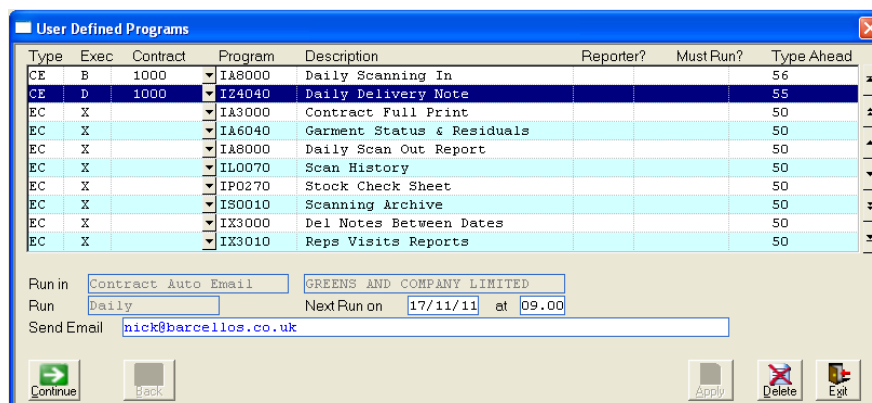 User Defined Programs
Type Exec Contract Program Description Reporter? Must Run? Type Ahead
CE B 1000 IA8000 Daily Scanning In 56
CE D 1000 IZ4040 Daily Delivery Note 55
EC X IA3000 Contract Full Print 50
EC X IA6040 Garment Status & Residuals 50
EC X IA8000 Daily Scan Out Report 50
EC X IL0070 Scan History 50
EC X IP0270 Stock Check Sheet 50
EC X IS0010 Scanning Archive 50
EC X IX3000 Del Notes Between Dates 50
EC X IX3010 Reps Visits Reports 50
Run in Contract Auto Email GREENS AND COMPANY LIMITED
Run Daily Next Run on 17/11/11 at 09.00
Send Email nick@barcellos.co.uk
Continue Back Apply Delete Exit